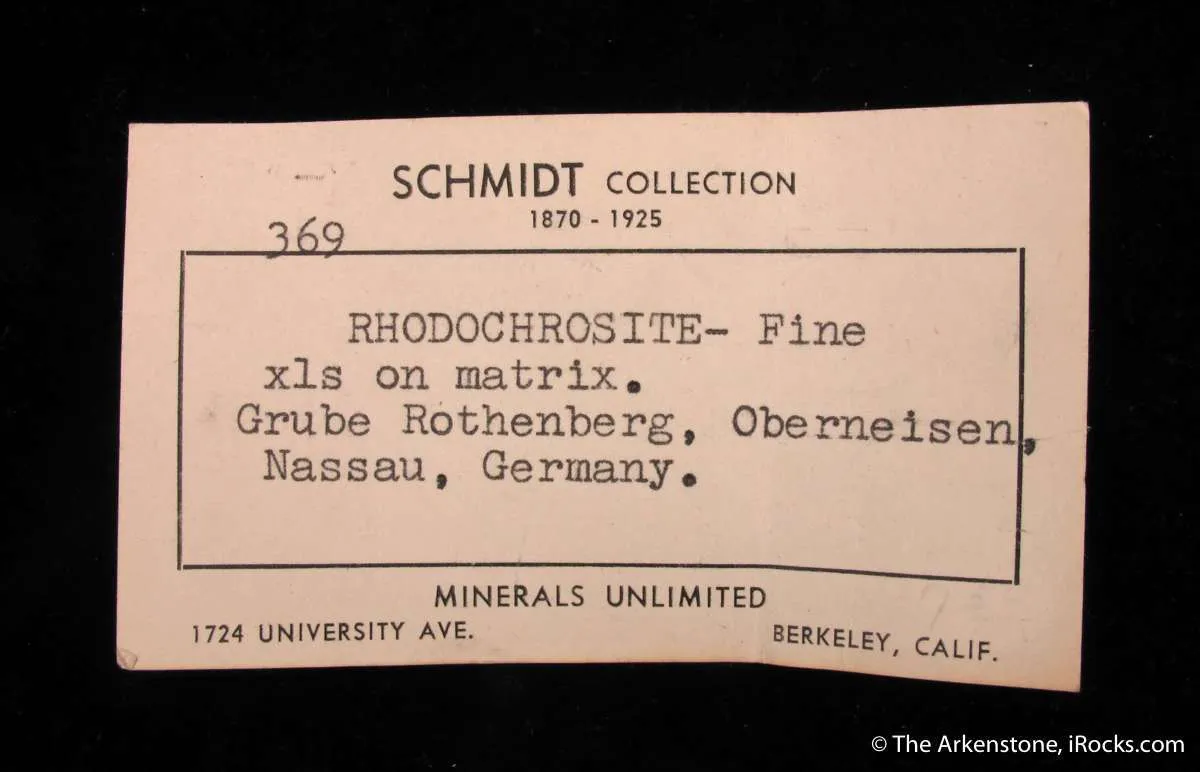 SCHMIDT COLLECTION
1870 - 1925
369
RHODOCHROSITE- Fine
xls on matrix.
Grube Rothenberg, Oberneisen,
Nassau, Germany.
MINERALS UNLIMITED
1724 UNIVERSITY AVE. BERKELEY, CALIF.
© The Arkenstone, iRocks.com